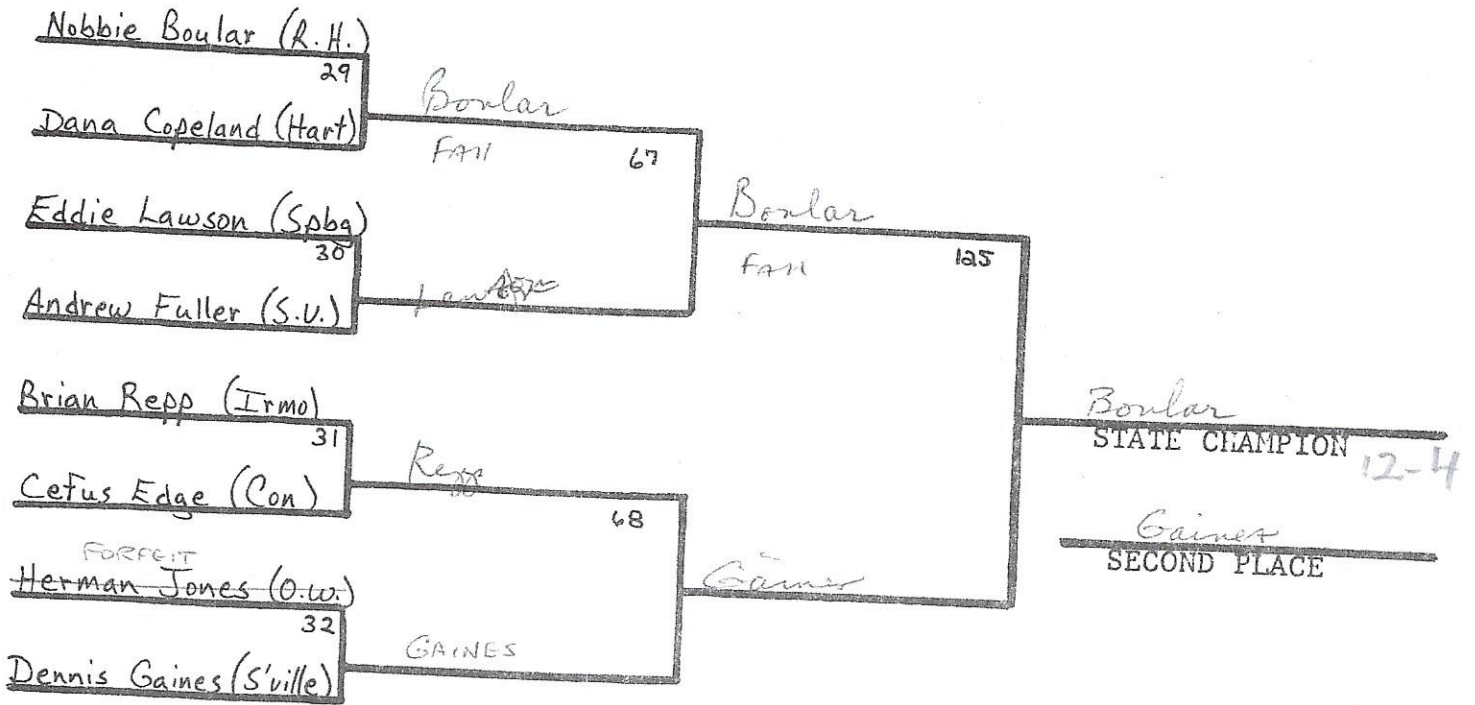 Nobbie Boular (R.H.)
29
Dana Copeland (Hart)
Boular
FAll
67
Eddie Lawson (Spbg)
30
Andrew Fuller (S.V.)
Boular
FAll
125
Brian Repp (Irmo)
31
Cefus Edge (Con)
Repp
68
FORFEIT
Herman Jones (O.W.)
32
Dennis Gaines (S'ville)
GAINES
Gaines
Boular
STATE CHAMPION
12-4
Gaines
SECOND PLACE